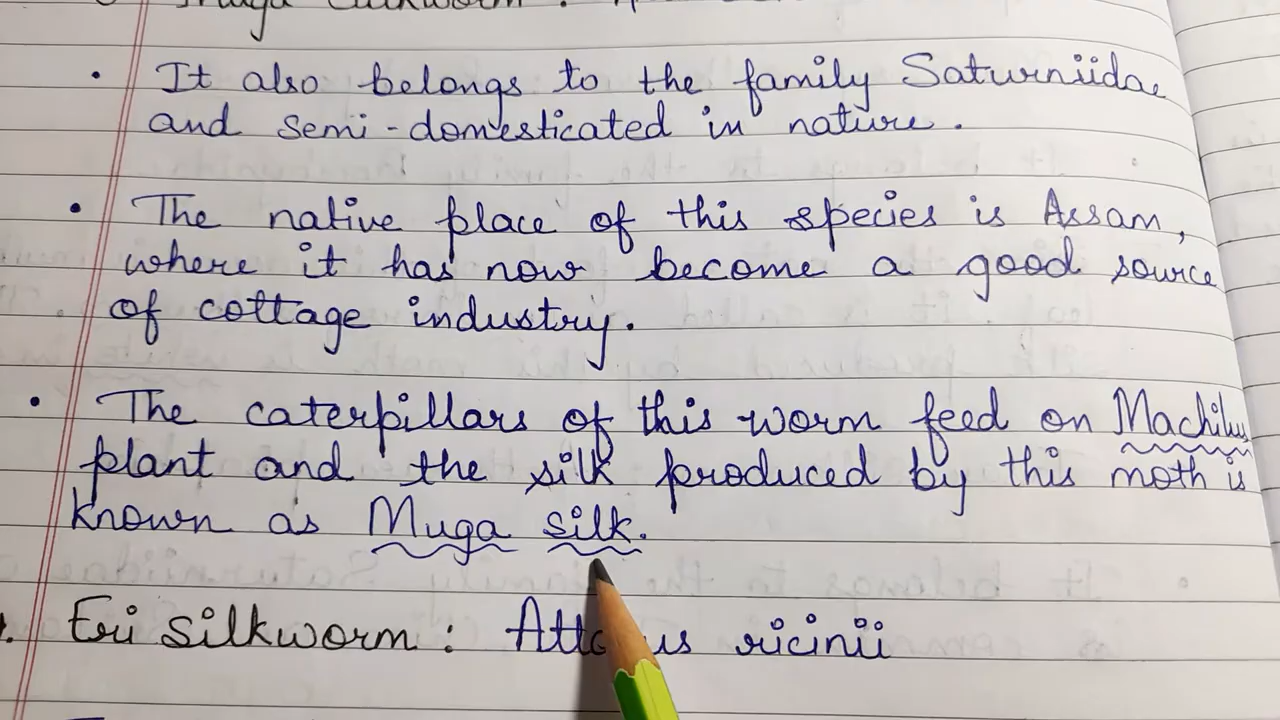 Muga Silkworm :
• It also belongs to the family Saturniidae
and semi-domesticated in nature.
• The native place of this species is Assam,
where it has now become a good source
of cottage industry.
• The caterpillars of this worm feed on Machilus
plant and the silk produced by this moth is
known as Muga silk.
Eri silkworm : Attacus ricinii